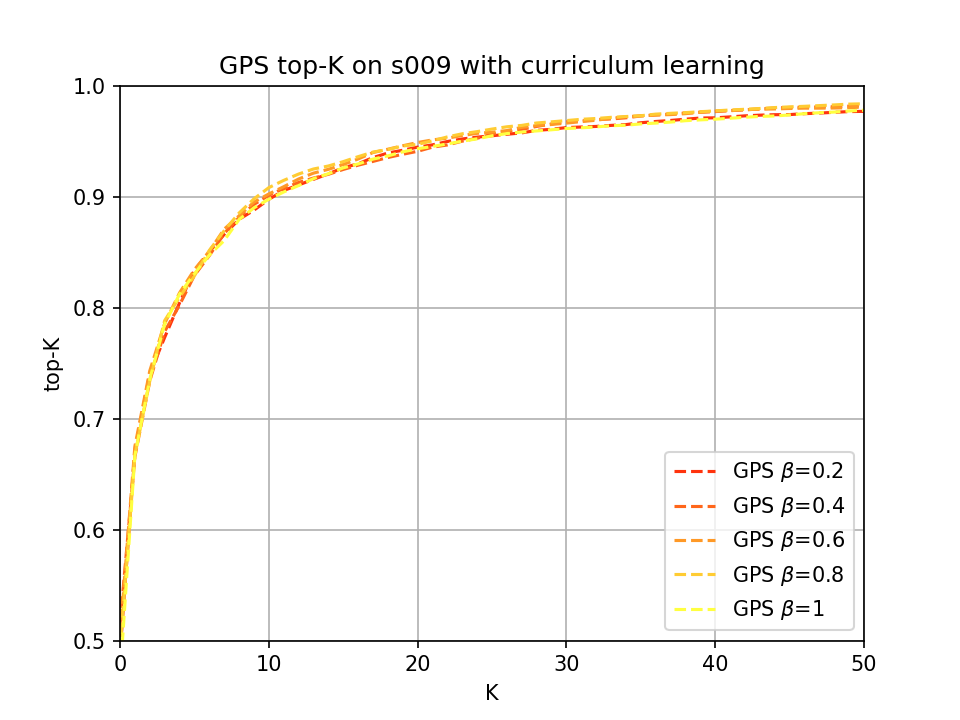 GPS top-K on s009 with curriculum learning
1.0
0.9
0.8
0.7
0.6
0.5
top-K
0 10 20 30 40 50
K
GPS β=0.2
GPS β=0.4
GPS β=0.6
GPS β=0.8
GPS β=1